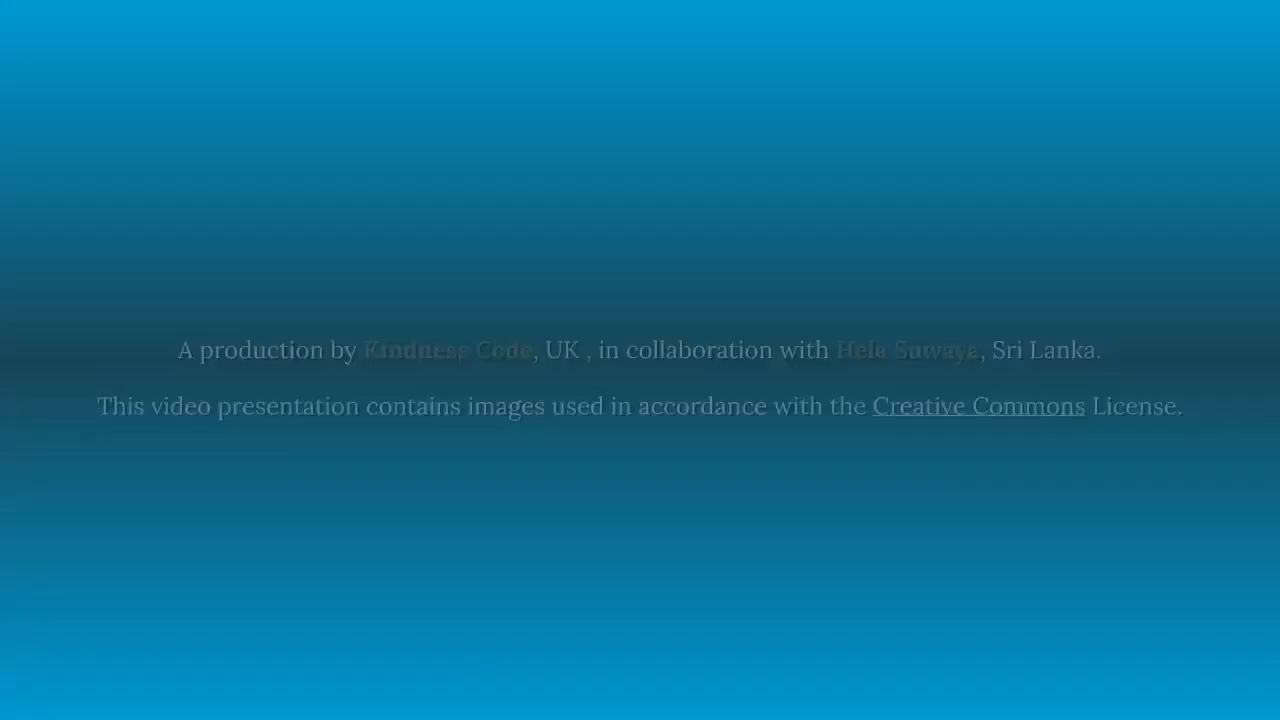 A production by Kindness Code, UK , in collaboration with Hela Suwaya, Sri Lanka.
This video presentation contains images used in accordance with the Creative Commons License.